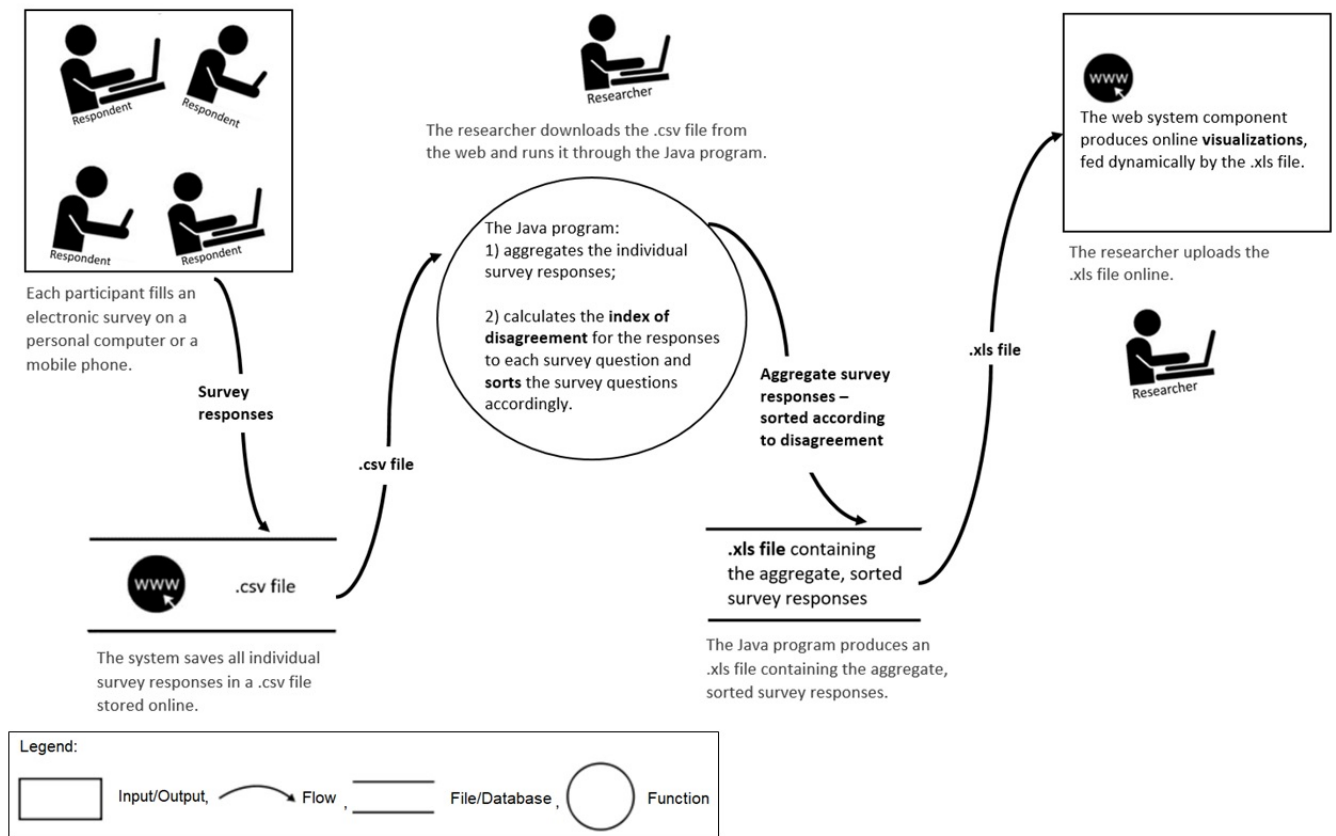 Respondent
Respondent
Respondent
Respondent
Each participant fills an
electronic survey on a
personal computer or a
mobile phone.
Survey
responses
www
.csv file
The system saves all individual
survey responses in a .csv file
stored online.
.csv file
Researcher
The researcher downloads the .csv file from
the web and runs it through the Java program.
The Java program:
1) aggregates the individual
survey responses;
2) calculates the index of
disagreement for the responses
to each survey question and
sorts the survey questions
accordingly.
Aggregate survey
responses –
sorted according
to disagreement
.xls file containing
the aggregate, sorted
survey responses
The Java program produces an
.xls file containing the aggregate,
sorted survey responses.
.xls file
www
The web system component
produces online visualizations,
fed dynamically by the .xls file.
The researcher uploads the
.xls file online.
Researcher
Legend:
Input/Output, Flow , File/Database , Function